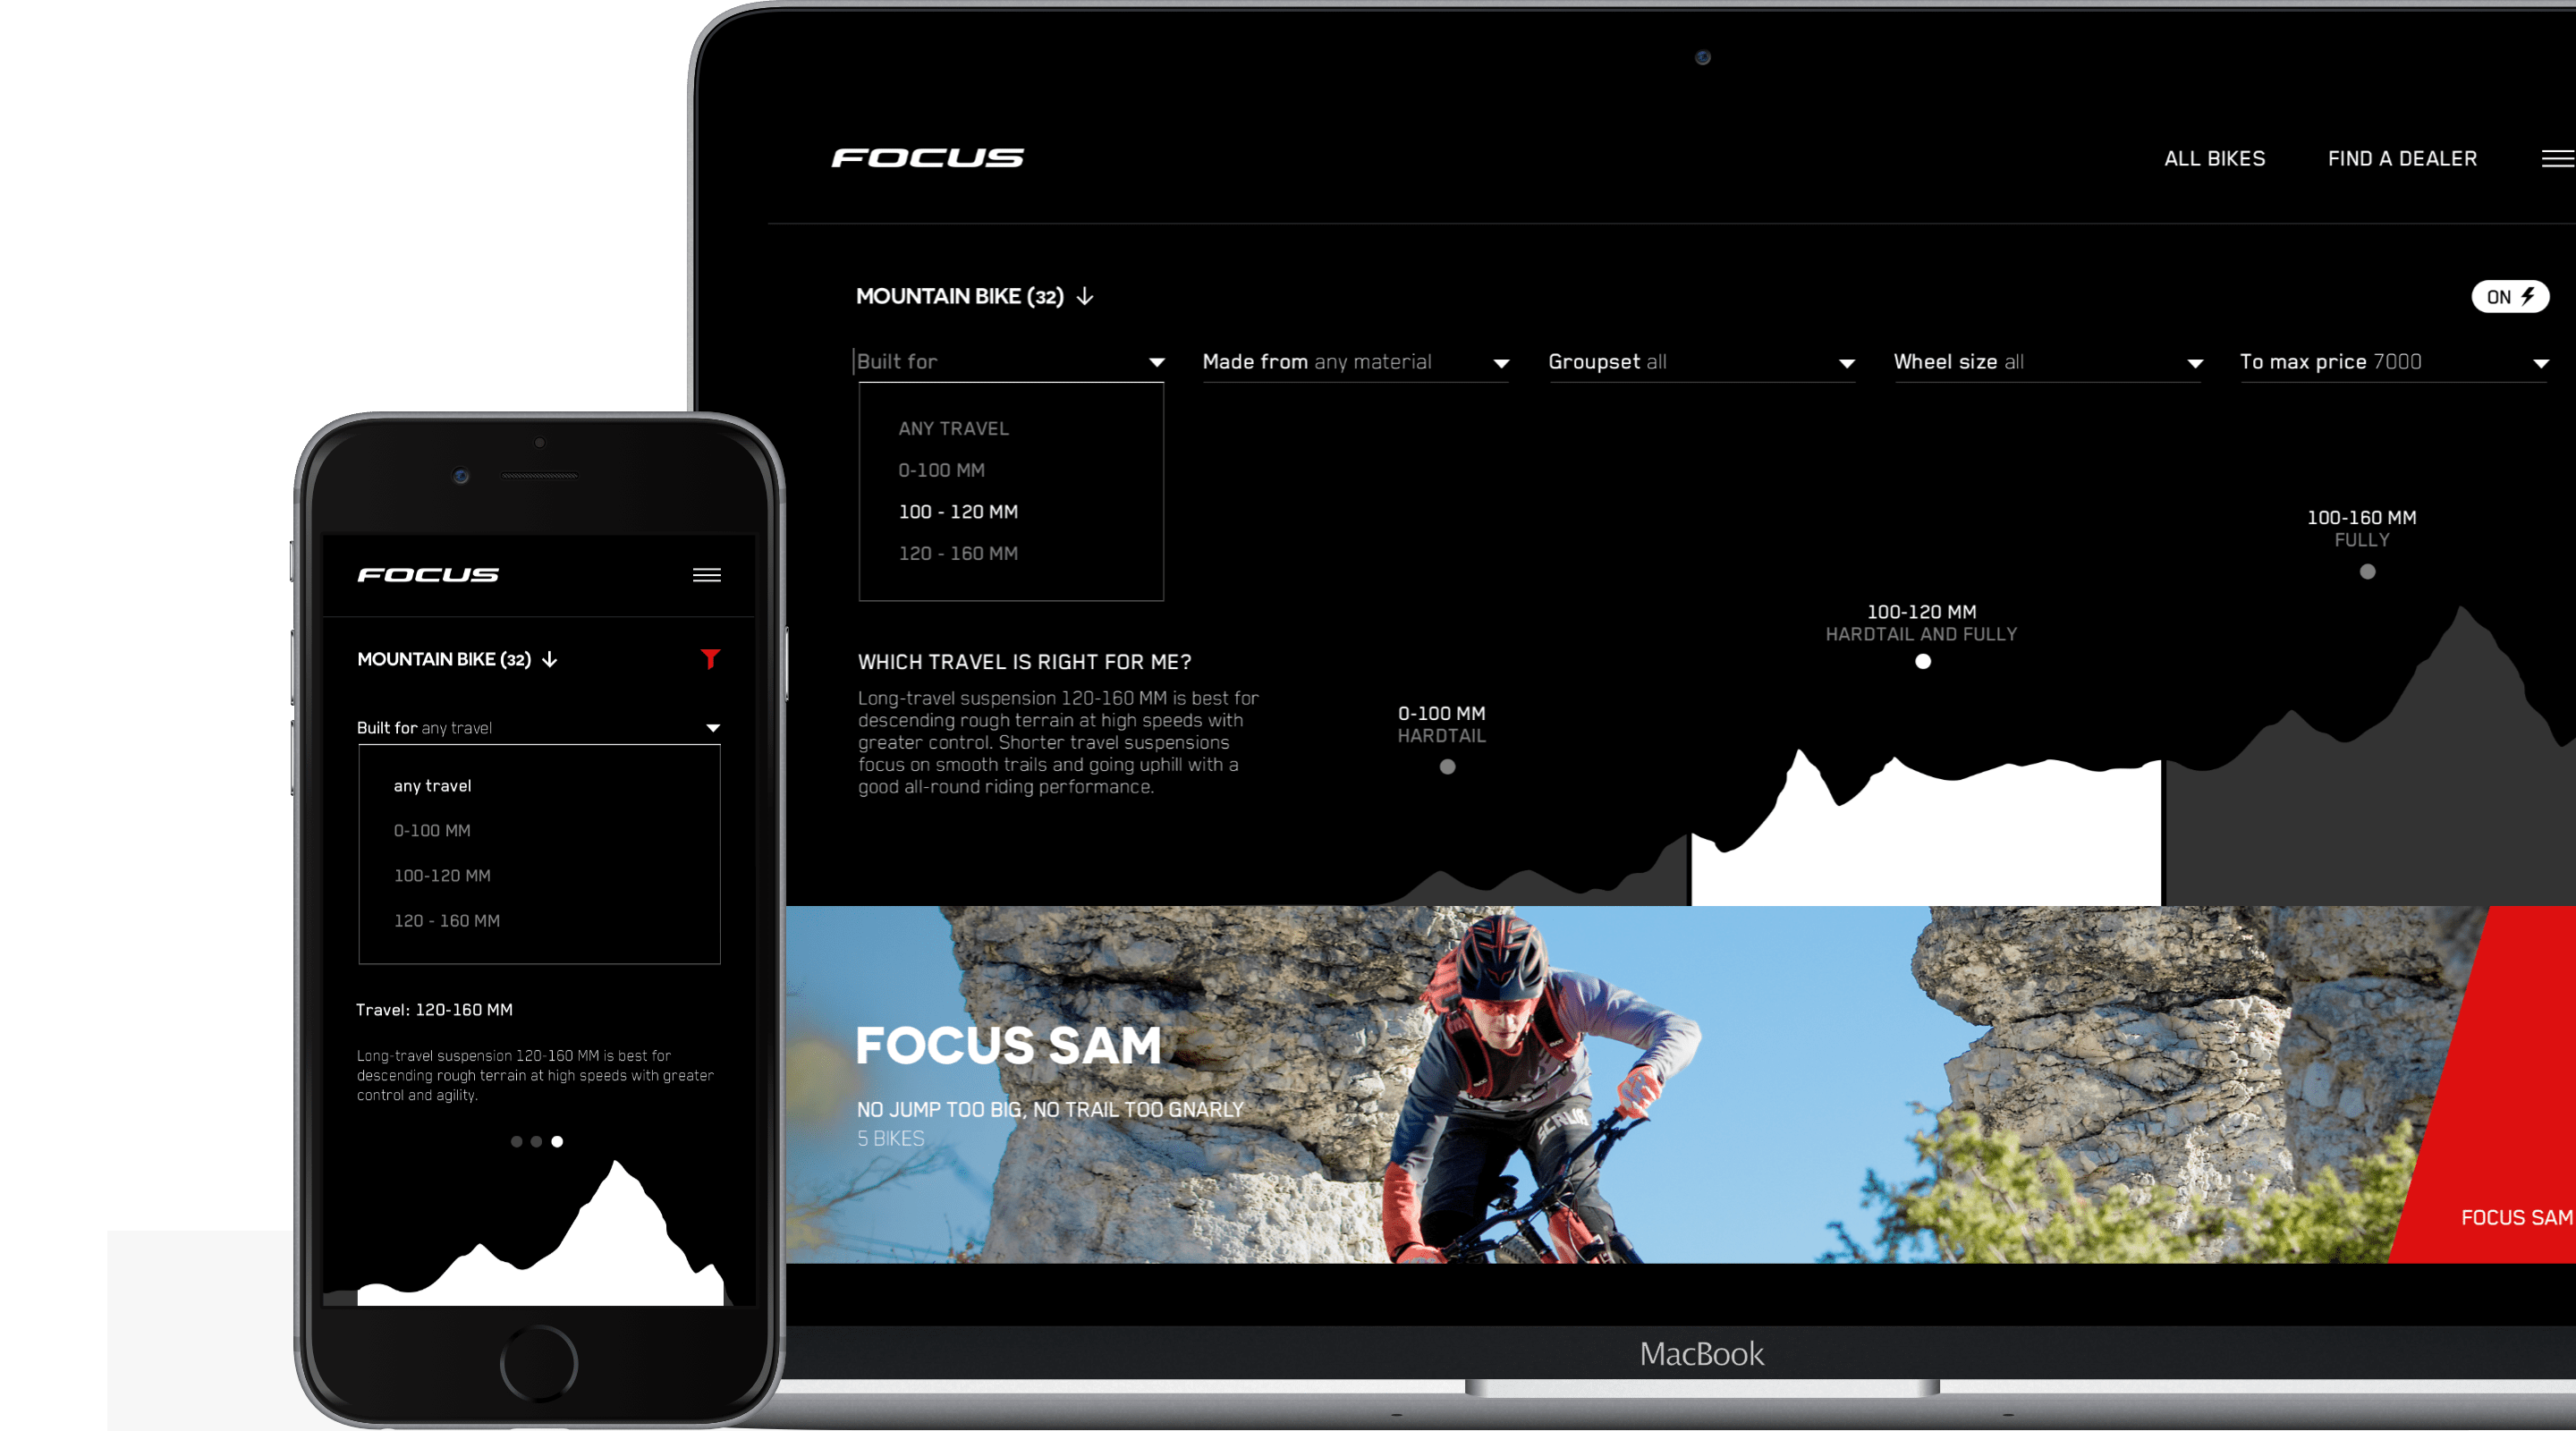 FOCUS
ALL BIKES
FIND A DEALER
MOUNTAIN BIKE (32)
ON
Built for
Made from any material
Groupset all
Wheel size all
To max price 7000
ANY TRAVEL
0-100 MM
100 - 120 MM
120 - 160 MM
WHICH TRAVEL IS RIGHT FOR ME?
Long-travel suspension 120-160 MM is best for
descending rough terrain at high speeds with
greater control. Shorter travel suspensions
focus on smooth trails and going uphill with a
good all-round riding performance.
0-100 MM
HARDTAIL
100-120 MM
HARDTAIL AND FULLY
100-160 MM
FULLY
FOCUS SAM
NO JUMP TOO BIG, NO TRAIL TOO GNARLY
5 BIKES
FOCUS SAM
MacBook
FOCUS
MOUNTAIN BIKE (32)
Built for any travel
any travel
0-100 MM
100-120 MM
120 - 160 MM
Travel: 120-160 MM
Long-travel suspension 120-160 MM is best for
descending rough terrain at high speeds with greater
control and agility.